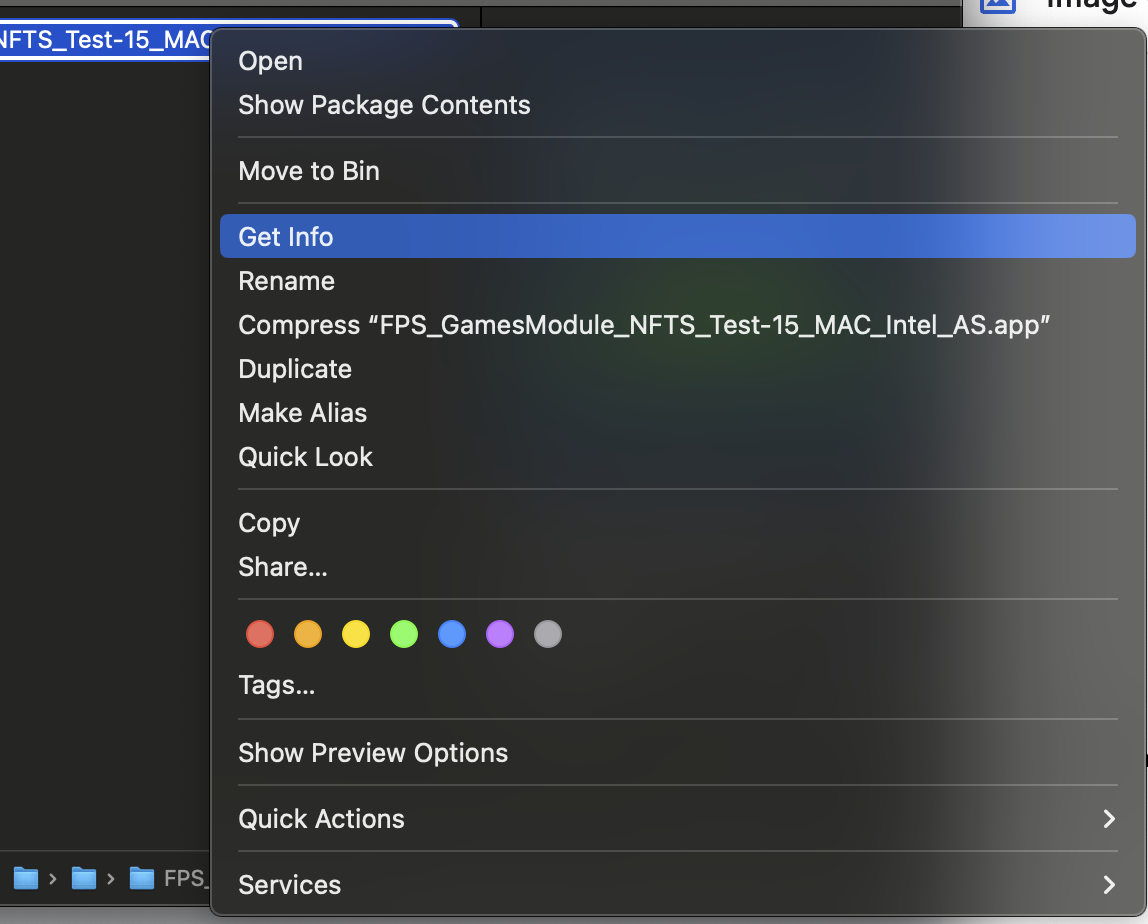 Image
NFTS_Test-15_MAC
Open
Show Package Contents
Move to Bin
Get Info
Rename
Compress “FPS_GamesModule_NFTS_Test-15_MAC_Intel_AS.app”
Duplicate
Make Alias
Quick Look
Copy
Share...
Tags...
Show Preview Options
Quick Actions
Services
FPS_